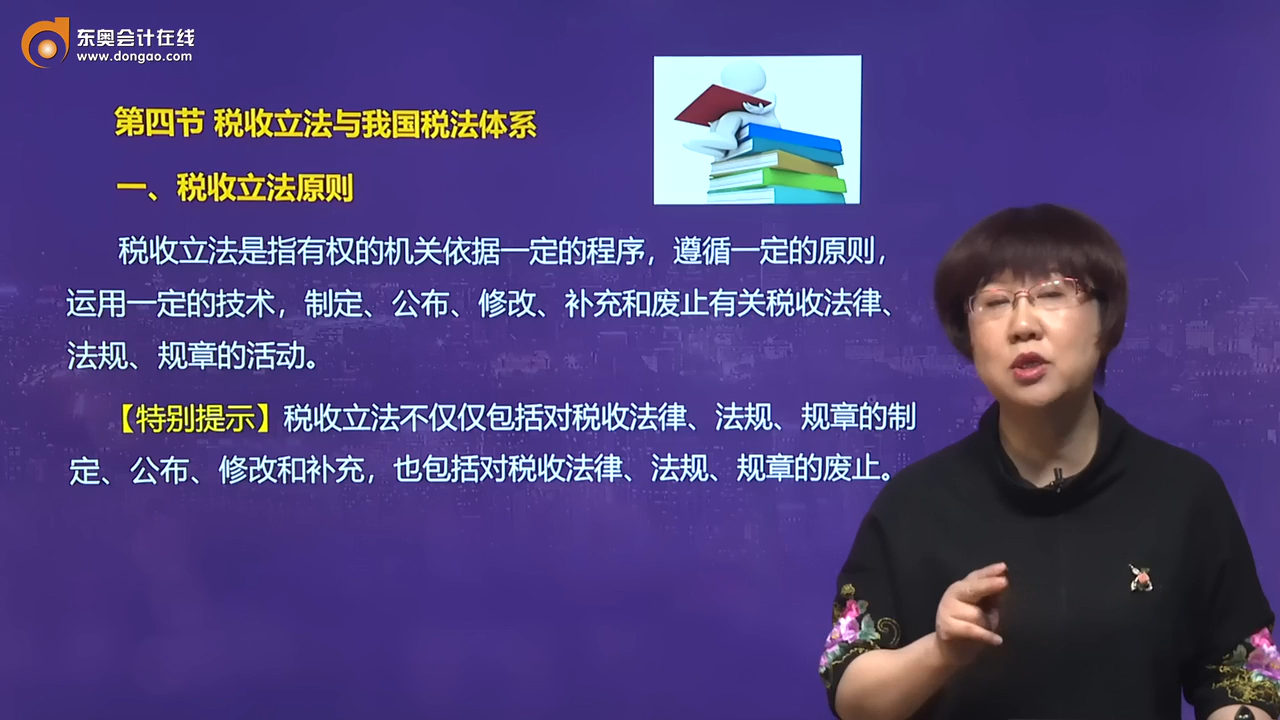 东奥会计在线
www.dongao.com
第四节 税收立法与我国税法体系
一、税收立法原则
税收立法是指有权的机关依据一定的程序，遵循一定的原则，
运用一定的技术，制定、公布、修改、补充和废止有关税收法律、
法规、规章的活动。
【特别提示】税收立法不仅仅包括对税收法律、法规、规章的制
定、公布、修改和补充，也包括对税收法律、法规、规章的废止。